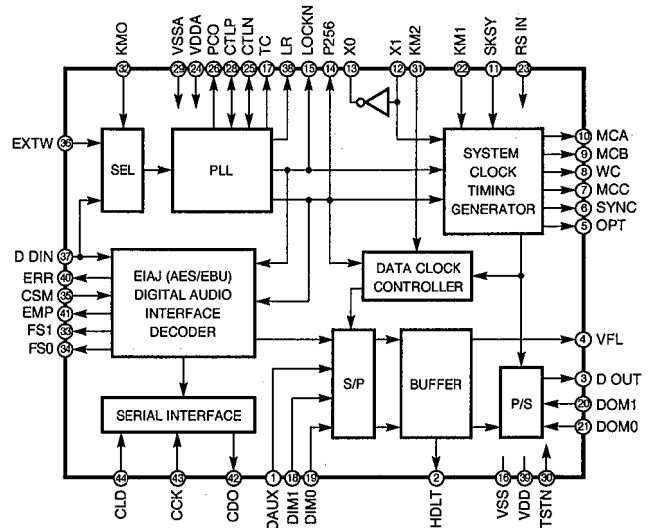 KMO
VSSA
VDDA
PCO
CTLP
CTLN
TC
LR
LOCKN
P256
X0
X1
KM2
KM1
SKSY
RS IN
32
29
24
26
28
25
17
38
15
14
13
12
31
22
11
23
EXTW
36
SEL
PLL
SYSTEM
CLOCK
TIMING
GENERATOR
10 MCA
9 MCB
8 WC
7 MCC
6 SYNC
5 OPT
D DIN
37
ERR
40
CSM
35
EMP
41
FS1
33
FS0
34
EIAJ (AES/EBU)
DIGITAL AUDIO
INTERFACE
DECODER
DATA CLOCK
CONTROLLER
S/P
BUFFER
P/S
4 VFL
3 D OUT
20 DOM1
21 DOM0
SERIAL INTERFACE
44
43
42
1
18
19
2
16
39
30
CLD
CCK
CDO
DAUX
DIM1
DIM0
HDLT
VSS
VDD
TSTN